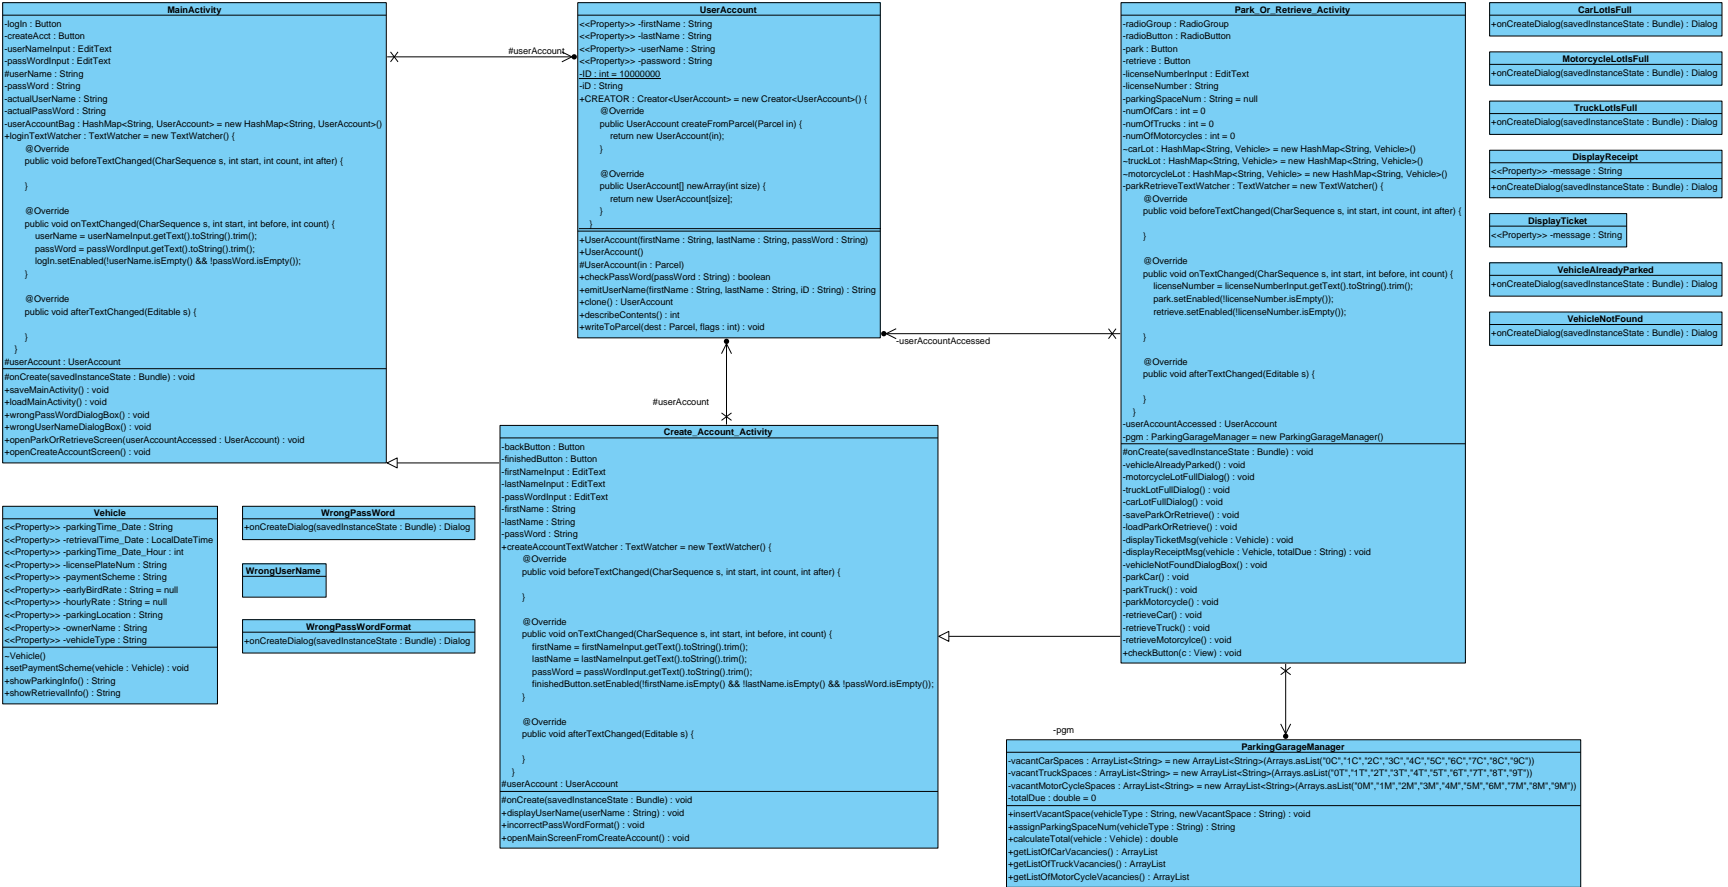 MainActivity
-logIn : Button
-createAcct : Button
-userNameInput : EditText
-passWordInput : EditText
#userName : String
-passWord : String
-actualUserName : String
-actualPassWord : String
-userAccountBag : HashMap<String, UserAccount> = new HashMap<String, UserAccount>()
+loginTextWatcher : TextWatcher = new TextWatcher() {
@Override
public void beforeTextChanged(CharSequence s, int start, int count, int after) {
}
@Override
public void onTextChanged(CharSequence s, int start, int before, int count) {
userName = userNameInput.getText().toString().trim();
passWord = passWordInput.getText().toString().trim();
logIn.setEnabled(!userName.isEmpty() && !passWord.isEmpty());
}
@Override
public void afterTextChanged(Editable s) {
}
}
#userAccount : UserAccount
#onCreate(savedInstanceState : Bundle) : void
+saveMainActivity() : void
+loadMainActivity() : void
+wrongPassWordDialogBox() : void
+wrongUserNameDialogBox() : void
+openParkOrRetrieveScreen(userAccountAccessed : UserAccount) : void
+openCreateAccountScreen() : void
#userAccount
UserAccount
<<Property>> -firstName : String
<<Property>> -lastName : String
<<Property>> -userName : String
<<Property>> -password : String
-ID : int = 10000000
-iD : String
+CREATOR : Creator<UserAccount> = new Creator<UserAccount>() {
@Override
public UserAccount createFromParcel(Parcel in) {
return new UserAccount(in);
}
@Override
public UserAccount[] newArray(int size) {
return new UserAccount[size];
}
}
+UserAccount(firstName : String, lastName : String, passWord : String)
+UserAccount()
#UserAccount(in : Parcel)
+checkPassWord(passWord : String) : boolean
+emitUserName(firstName : String, lastName : String, iD : String) : String
+clone() : UserAccount
+describeContents() : int
+writeToParcel(dest : Parcel, flags : int) : void
-userAccountAccessed
#userAccount
Park_Or_Retrieve_Activity
-radioGroup : RadioGroup
-radioButton : RadioButton
-park : Button
-retrieve : Button
-licenseNumberInput : EditText
-licenseNumber : String
-parkingSpaceNum : String = null
-numOfCars : int = 0
-numOfTrucks : int = 0
-numOfMotorcycles : int = 0
~carLot : HashMap<String, Vehicle> = new HashMap<String, Vehicle>()
~truckLot : HashMap<String, Vehicle> = new HashMap<String, Vehicle>()
~motorcycleLot : HashMap<String, Vehicle> = new HashMap<String, Vehicle>()
-parkRetrieveTextWatcher : TextWatcher = new TextWatcher() {
@Override
public void beforeTextChanged(CharSequence s, int start, int count, int after) {
}
@Override
public void onTextChanged(CharSequence s, int start, int before, int count) {
licenseNumber = licenseNumberInput.getText().toString().trim();
park.setEnabled(!licenseNumber.isEmpty());
retrieve.setEnabled(!licenseNumber.isEmpty());
}
@Override
public void afterTextChanged(Editable s) {
}
}
-userAccountAccessed : UserAccount
-pgm : ParkingGarageManager = new ParkingGarageManager()
#onCreate(savedInstanceState : Bundle) : void
-vehicleAlreadyParked() : void
-motorcycleLotFullDialog() : void
-truckLotFullDialog() : void
-carLotFullDialog() : void
-saveParkOrRetrieve() : void
-loadParkOrRetrieve() : void
-displayTicketMsg(vehicle : Vehicle) : void
-displayReceiptMsg(vehicle : Vehicle, totalDue : String) : void
-vehicleNotFoundDialogBox() : void
-parkCar() : void
-parkTruck() : void
-parkMotorcycle() : void
-retrieveCar() : void
-retrieveTruck() : void
-retrieveMotorcylce() : void
+checkButton(c : View) : void
CarLotIsFull
+onCreateDialog(savedInstanceState : Bundle) : Dialog
MotorcycleLotIsFull
+onCreateDialog(savedInstanceState : Bundle) : Dialog
TruckLotIsFull
+onCreateDialog(savedInstanceState : Bundle) : Dialog
DisplayReceipt
<<Property>> -message : String
+onCreateDialog(savedInstanceState : Bundle) : Dialog
DisplayTicket
<<Property>> -message : String
VehicleAlreadyParked
+onCreateDialog(savedInstanceState : Bundle) : Dialog
VehicleNotFound
+onCreateDialog(savedInstanceState : Bundle) : Dialog
Vehicle
<<Property>> -parkingTime_Date : String
<<Property>> -retrievalTime_Date : LocalDateTime
<<Property>> -parkingTime_Date_Hour : int
<<Property>> -licensePlateNum : String
<<Property>> -paymentScheme : String
<<Property>> -earlyBirdRate : String = null
<<Property>> -hourlyRate : String = null
<<Property>> -parkingLocation : String
<<Property>> -ownerName : String
<<Property>> -vehicleType : String
~Vehicle()
+setPaymentScheme(vehicle : Vehicle) : void
+showParkingInfo() : String
+showRetrievalInfo() : String
WrongPassWord
+onCreateDialog(savedInstanceState : Bundle) : Dialog
WrongUserName
WrongPassWordFormat
+onCreateDialog(savedInstanceState : Bundle) : Dialog
Create_Account_Activity
-backButton : Button
-finishedButton : Button
-firstNameInput : EditText
-lastNameInput : EditText
-passWordInput : EditText
-firstName : String
-lastName : String
-passWord : String
+createAccountTextWatcher : TextWatcher = new TextWatcher() {
@Override
public void beforeTextChanged(CharSequence s, int start, int count, int after) {
}
@Override
public void onTextChanged(CharSequence s, int start, int before, int count) {
firstName = firstNameInput.getText().toString().trim();
lastName = lastNameInput.getText().toString().trim();
passWord = passWordInput.getText().toString().trim();
finishedButton.setEnabled(!firstName.isEmpty() && !lastName.isEmpty() && !passWord.isEmpty());
}
@Override
public void afterTextChanged(Editable s) {
}
}
#userAccount : UserAccount
#onCreate(savedInstanceState : Bundle) : void
+displayUserName(userName : String) : void
+incorrectPassWordFormat() : void
+openMainScreenFromCreateAccount() : void
-pgm
ParkingGarageManager
-vacantCarSpaces : ArrayList<String> = new ArrayList<String>(Arrays.asList("0C","1C","2C","3C","4C","5C","6C","7C","8C","9C"))
-vacantTruckSpaces : ArrayList<String> = new ArrayList<String>(Arrays.asList("0T","1T","2T","3T","4T","5T","6T","7T","8T","9T"))
-vacantMotorCycleSpaces : ArrayList<String> = new ArrayList<String>(Arrays.asList("0M","1M","2M","3M","4M","5M","6M","7M","8M","9M"))
-totalDue : double = 0
+insertVacantSpace(vehicleType : String, newVacantSpace : String) : void
+assignParkingSpaceNum(vehicleType : String) : String
+calculateTotal(vehicle : Vehicle) : double
+getListOfCarVacancies() : ArrayList
+getListOfTruckVacancies() : ArrayList
+getListOfMotorCycleVacancies() : ArrayList